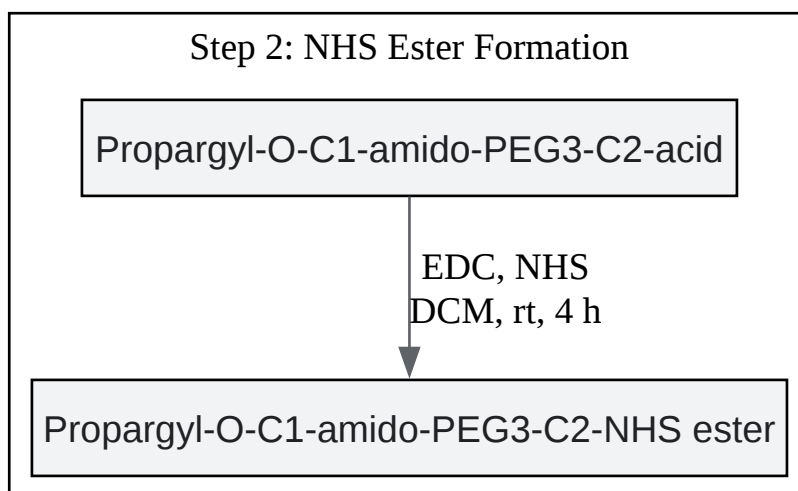 Step 2: NHS Ester Formation
Propargyl-O-C1-amido-PEG3-C2-acid
EDC, NHS
DCM, rt, 4 h
Propargyl-O-C1-amido-PEG3-C2-NHS ester